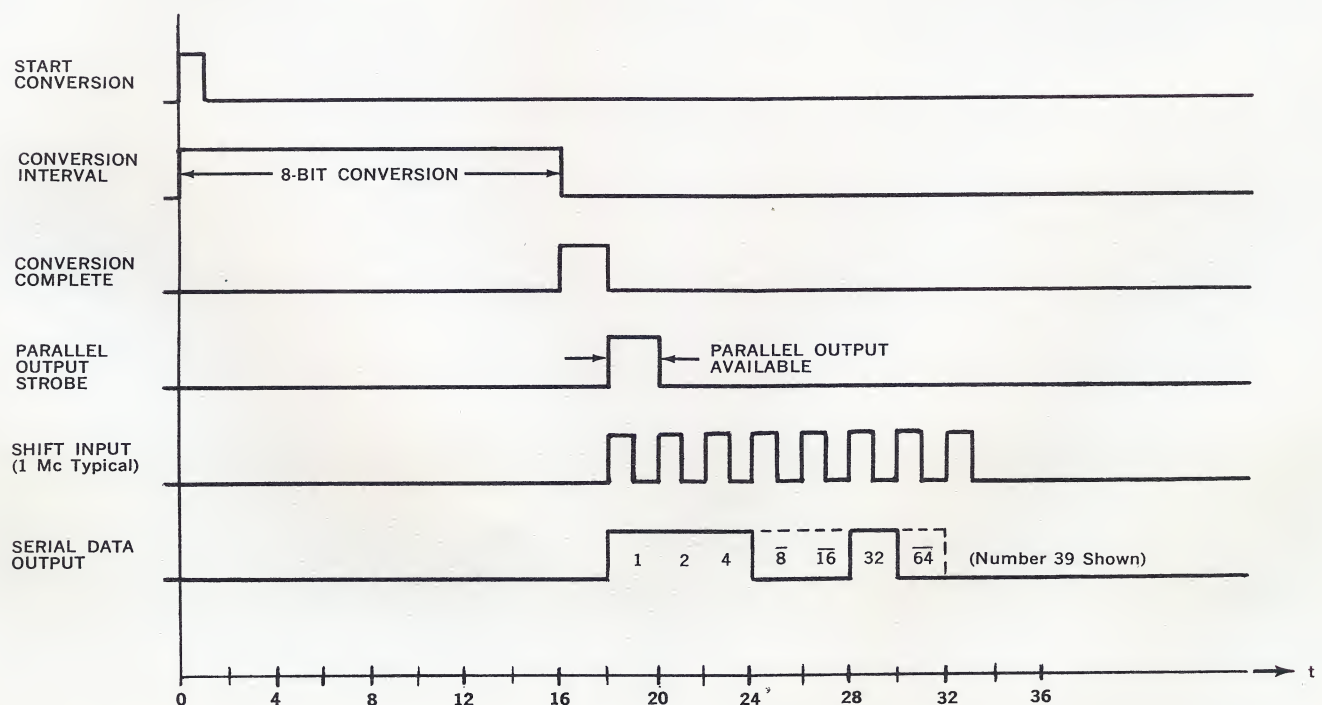 START
CONVERSION
CONVERSION
INTERVAL
8-BIT CONVERSION
CONVERSION
COMPLETE
PARALLEL
OUTPUT
STROBE
PARALLEL OUTPUT
AVAILABLE
SHIFT INPUT
(1 Mc Typical)
SERIAL DATA
OUTPUT
1 2 4 8̅ 1̅6̅ 32 6̅4̅ (Number 39 Shown)
t
0 4 8 12 16 20 24 28 32 36